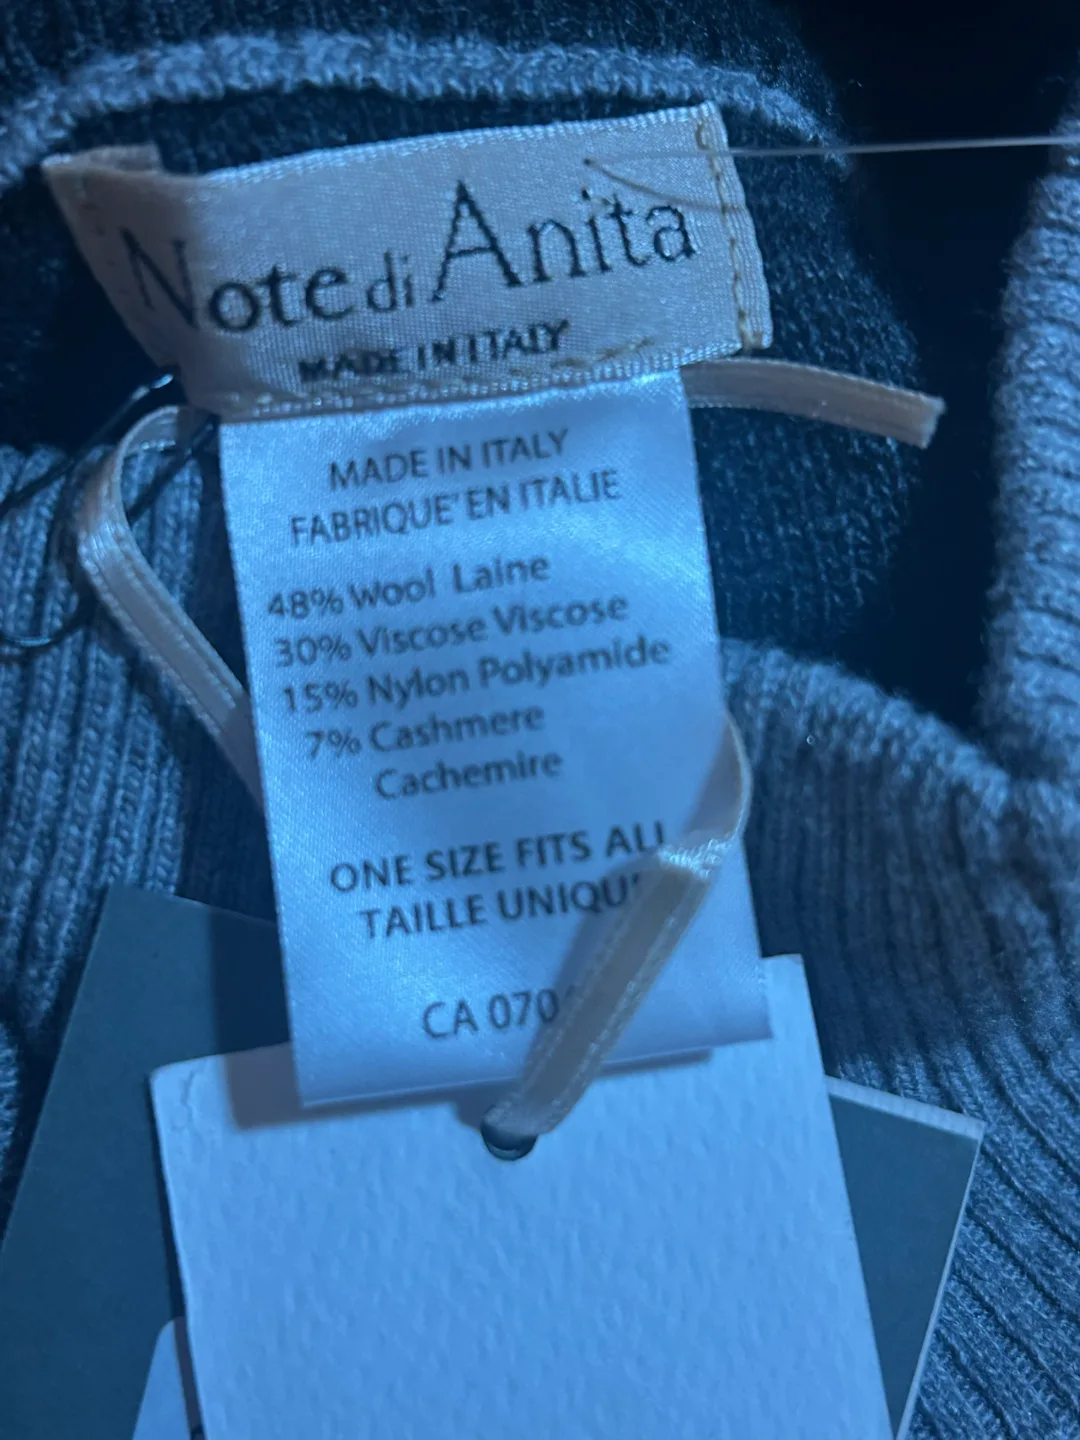 Note di Anita
MADE IN ITALY
MADE IN ITALY
FABRIQUE' EN ITALIE
48% Wool Laine
30% Viscose Viscose
15% Nylon Polyamide
7% Cashmere
Cachemire
ONE SIZE FITS ALL
TAILLE
CA